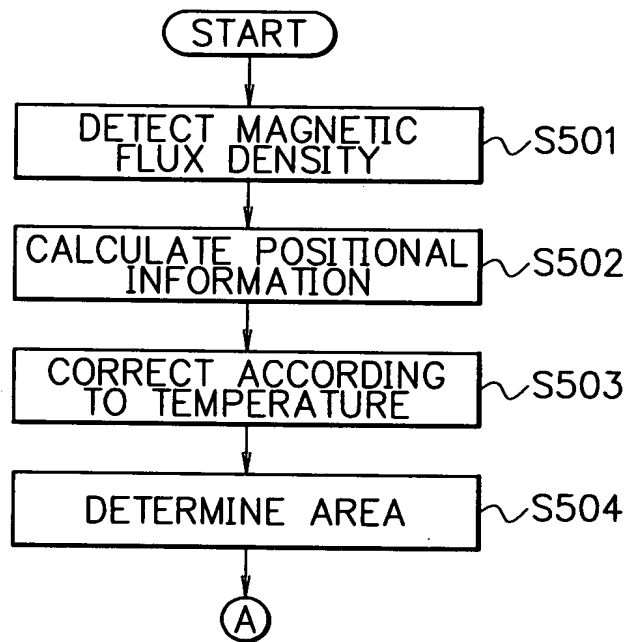 START
DETECT MAGNETIC
FLUX DENSITY
S501
CALCULATE POSITIONAL
INFORMATION
S502
CORRECT ACCORDING
TO TEMPERATURE
S503
DETERMINE AREA
S504
A